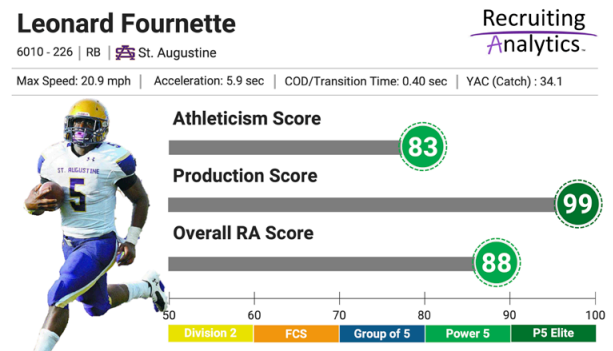 Leonard Fournette
Recruiting
Analytics
6010 - 226 | RB | St. Augustine
Max Speed: 20.9 mph | Acceleration: 5.9 sec | COD/Transition Time: 0.40 sec | YAC (Catch) : 34.1
Athleticism Score
83
Production Score
99
Overall RA Score
88
ST. AUGUSTINE
5
50 60 70 80 90 100
Division 2 FCS Group of 5 Power 5 P5 Elite